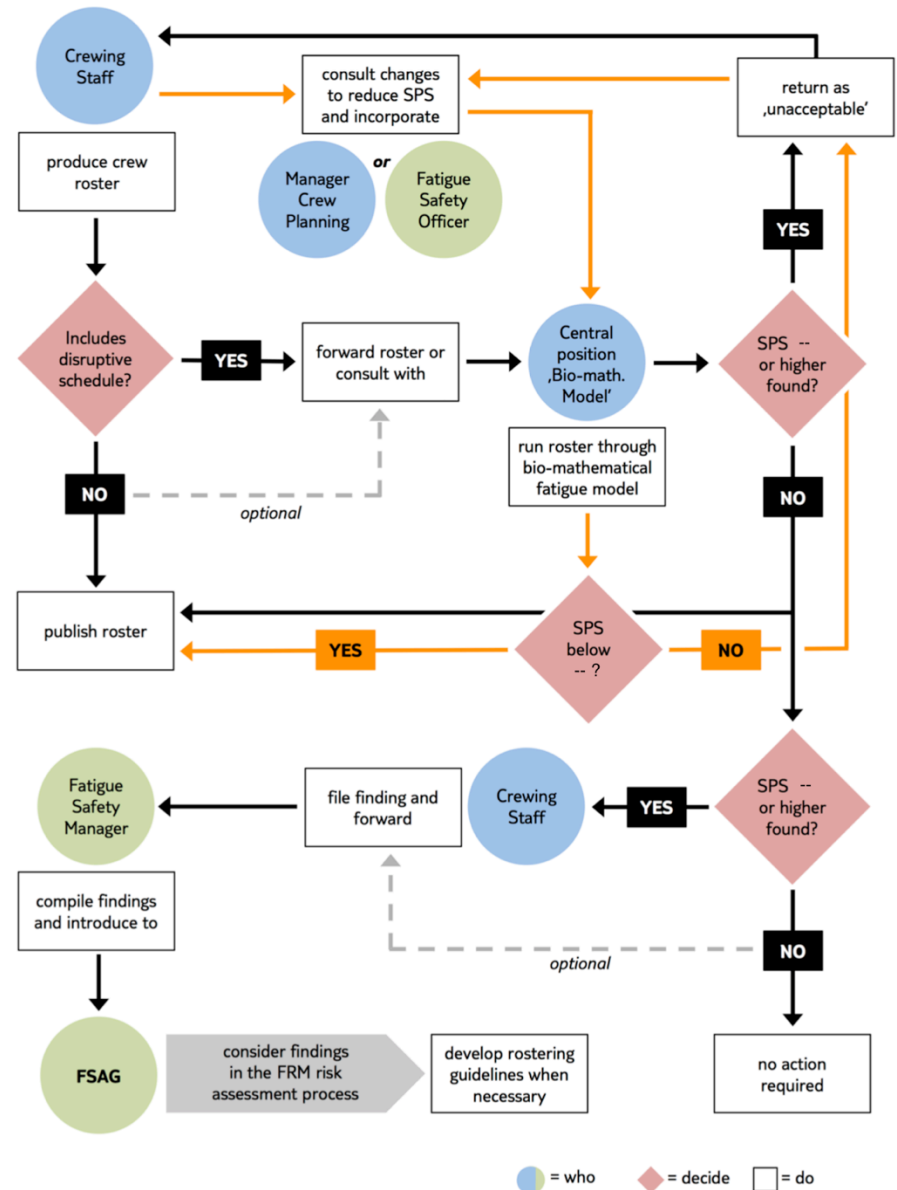 Crewing
Staff
consult changes
to reduce SPS
and incorporate
return as
‚unacceptable'
produce crew
roster
or
Manager
Crew
Planning
Fatigue
Safety
Officer
YES
Includes
disruptive
schedule?
YES
forward roster or
consult with
Central
position
‚Bio-math.
Model'
SPS --
or higher
found?
run roster through
bio-mathematical
fatigue model
NO
optional
NO
publish roster
YES
SPS
below
-- ?
NO
Fatigue
Safety
Manager
file finding and
forward
Crewing
Staff
YES
SPS --
or higher
found?
compile findings
and introduce to
optional
NO
FSAG
consider findings
in the FRM risk
assessment process
develop rostering
guidelines when
necessary
no action
required
= who
= decide
= do